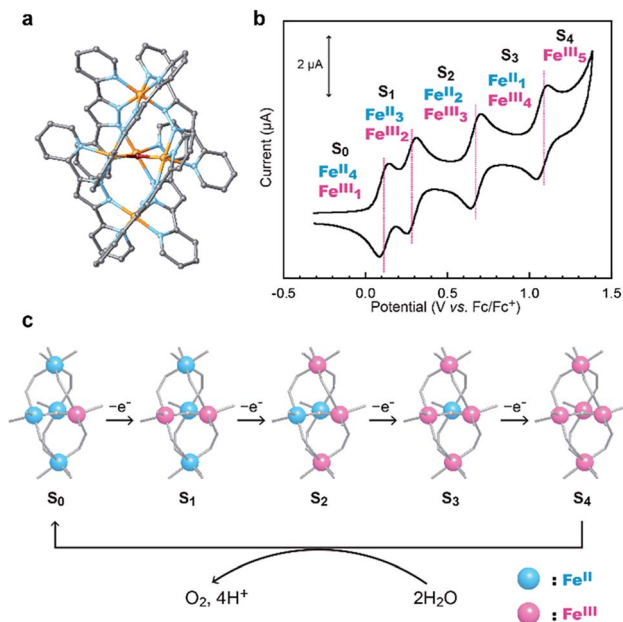 a
b
2 µA
S4
FeIII5
S3
FeII1
FeIII4
S2
FeII2
FeIII3
S1
FeII3
FeIII2
S0
FeII4
FeIII1
Current (µA)
-0.5 0.0 0.5 1.0 1.5
Potential (V vs. Fc/Fc+)
c
−e- −e- −e- −e-
S0 S1 S2 S3 S4
O2, 4H+ 2H2O
: FeII
: FeIII